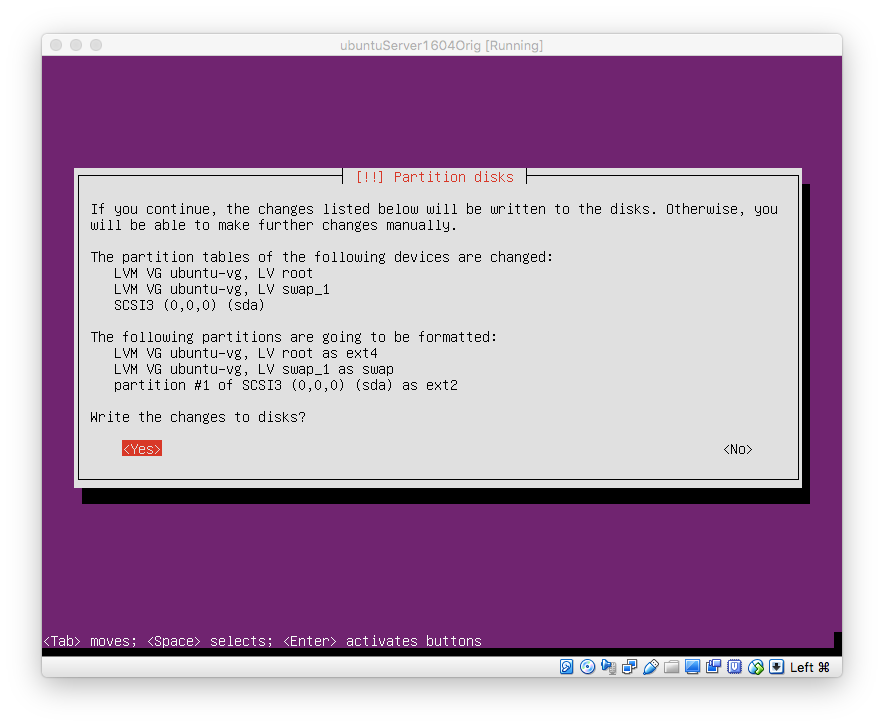 ubuntuServer1604Orig [Running]
[!!] Partition disks
If you continue, the changes listed below will be written to the disks. Otherwise, you
will be able to make further changes manually.
The partition tables of the following devices are changed:
LVM VG ubuntu-vg, LV root
LVM VG ubuntu-vg, LV swap_1
SCSI3 (0,0,0) (sda)
The following partitions are going to be formatted:
LVM VG ubuntu-vg, LV root as ext4
LVM VG ubuntu-vg, LV swap_1 as swap
partition #1 of SCSI3 (0,0,0) (sda) as ext2
Write the changes to disks?
<Yes> <No>
<Tab> moves; <Space> selects; <Enter> activates buttons
Left ⌘